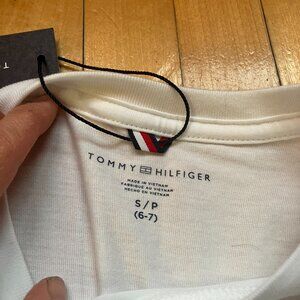 TOMMY HILFIGER
MADE IN VIETNAM
FABRIQUÉ AU VIETNAM
HECHO EN VIETNAM
S / P
(6-7)